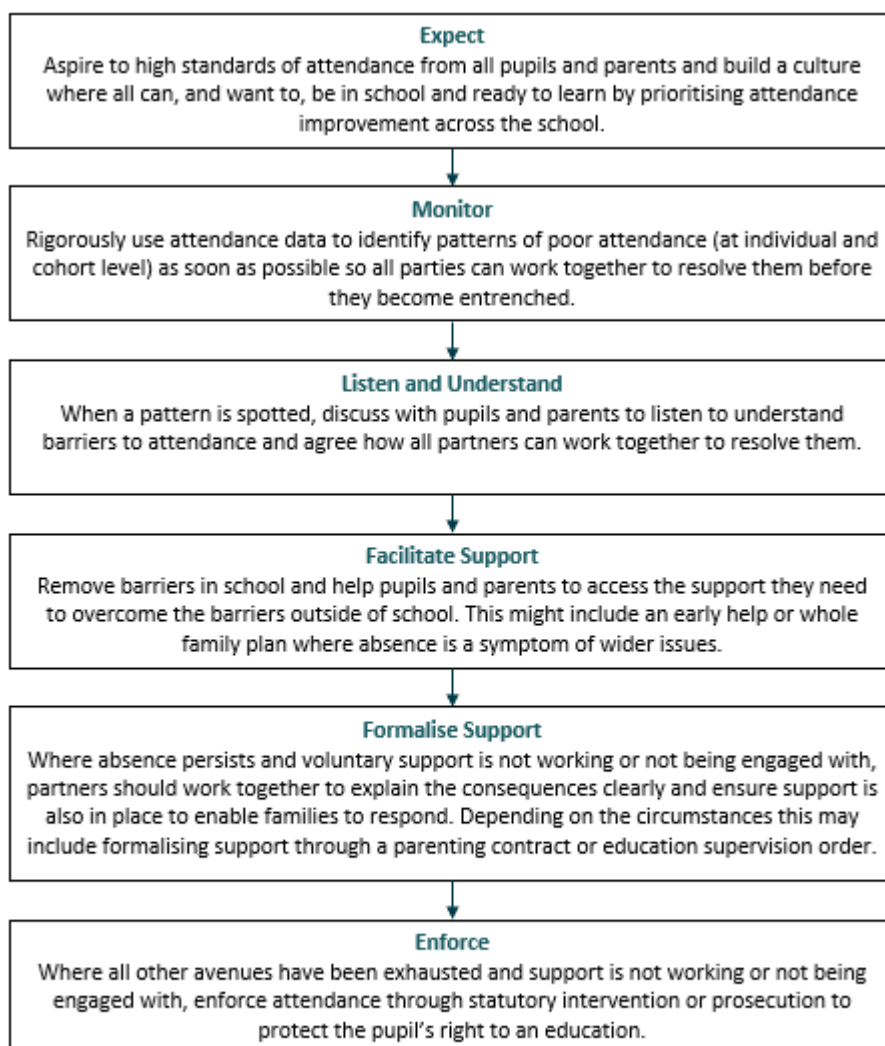 Expect
Aspire to high standards of attendance from all pupils and parents and build a culture
where all can, and want to, be in school and ready to learn by prioritising attendance
improvement across the school.
Monitor
Rigorously use attendance data to identify patterns of poor attendance (at individual and
cohort level) as soon as possible so all parties can work together to resolve them before
they become entrenched.
Listen and Understand
When a pattern is spotted, discuss with pupils and parents to listen to understand
barriers to attendance and agree how all partners can work together to resolve them.
Facilitate Support
Remove barriers in school and help pupils and parents to access the support they need
to overcome the barriers outside of school. This might include an early help or whole
family plan where absence is a symptom of wider issues.
Formalise Support
Where absence persists and voluntary support is not working or not being engaged with,
partners should work together to explain the consequences clearly and ensure support is
also in place to enable families to respond. Depending on the circumstances this may
include formalising support through a parenting contract or education supervision order.
Enforce
Where all other avenues have been exhausted and support is not working or not being
engaged with, enforce attendance through statutory intervention or prosecution to
protect the pupil's right to an education.